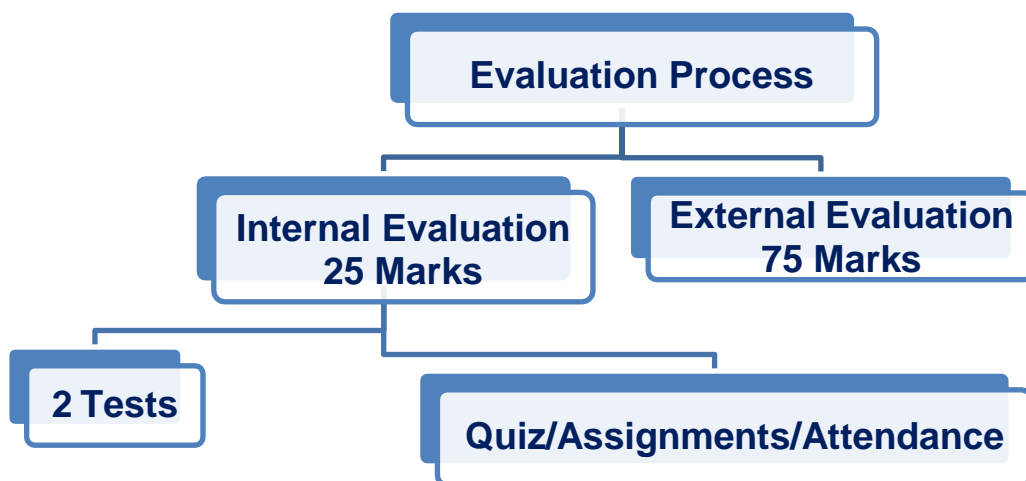 Evaluation Process
Internal Evaluation
25 Marks
External Evaluation
75 Marks
2 Tests
Quiz/Assignments/Attendance